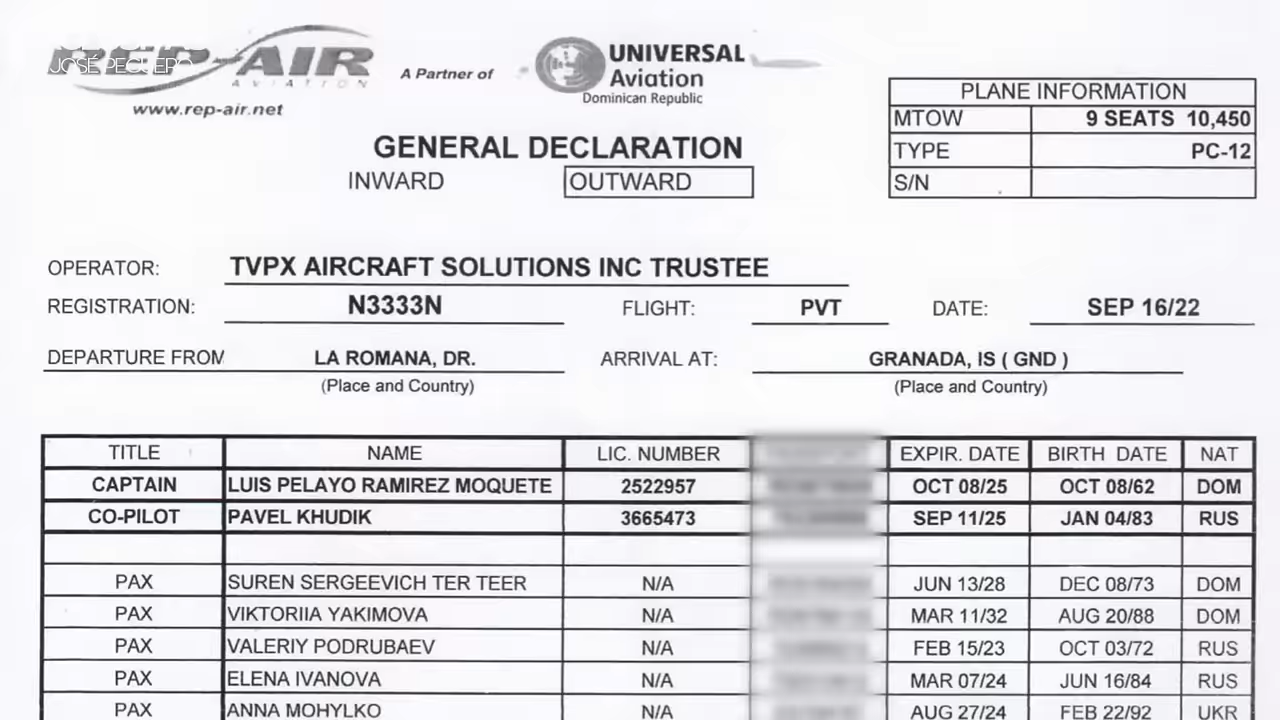 REP-AIR
AVIATION
JOSÉ PEGUERO
www.rep-air.net
A Partner of
UNIVERSAL
Aviation
Dominican Republic
PLANE INFORMATION
MTOW 9 SEATS 10,450
TYPE PC-12
S/N
GENERAL DECLARATION
INWARD OUTWARD
OPERATOR: TVPX AIRCRAFT SOLUTIONS INC TRUSTEE
REGISTRATION: N3333N FLIGHT: PVT DATE: SEP 16/22
DEPARTURE FROM LA ROMANA, DR. ARRIVAL AT: GRANADA, IS ( GND )
(Place and Country) (Place and Country)
TITLE NAME LIC. NUMBER EXPIR. DATE BIRTH DATE NAT
CAPTAIN LUIS PELAYO RAMIREZ MOQUETE 2522957 OCT 08/25 OCT 08/62 DOM
CO-PILOT PAVEL KHUDIK 3665473 SEP 11/25 JAN 04/83 RUS
PAX SUREN SERGEEVICH TER TEER N/A JUN 13/28 DEC 08/73 DOM
PAX VIKTORIIA YAKIMOVA N/A MAR 11/32 AUG 20/88 DOM
PAX VALERIY PODRUBAEV N/A FEB 15/23 OCT 03/72 RUS
PAX ELENA IVANOVA N/A MAR 07/24 JUN 16/84 RUS
PAX ANNA MOHYLKO N/A AUG 27/24 FEB 22/92 UKR